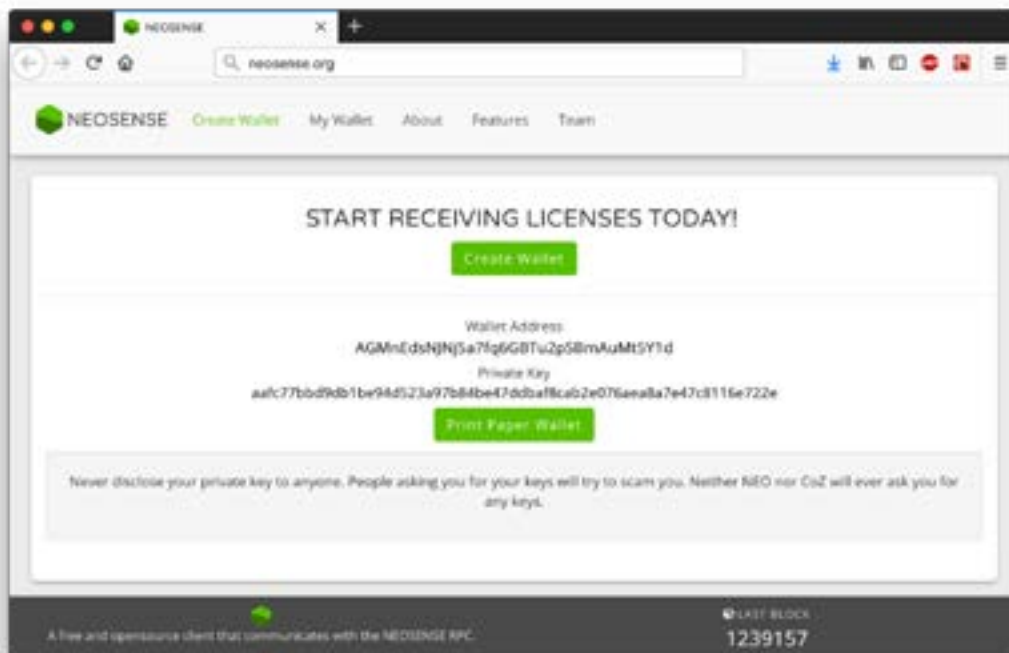 NEOSENSE
neosense.org
NEOSENSE Create Wallet My Wallet About Features Team
START RECEIVING LICENSES TODAY!
Create Wallet
Wallet Address
Private Key
Print Paper Wallet
Never disclose your private key to anyone. People asking you for your keys will try to scam you. Neither NEO nor CoZ will ever ask you for
any keys.
LAST BLOCK
A free and opensource client that communicates with the NEOSENSE RPC.
1239157